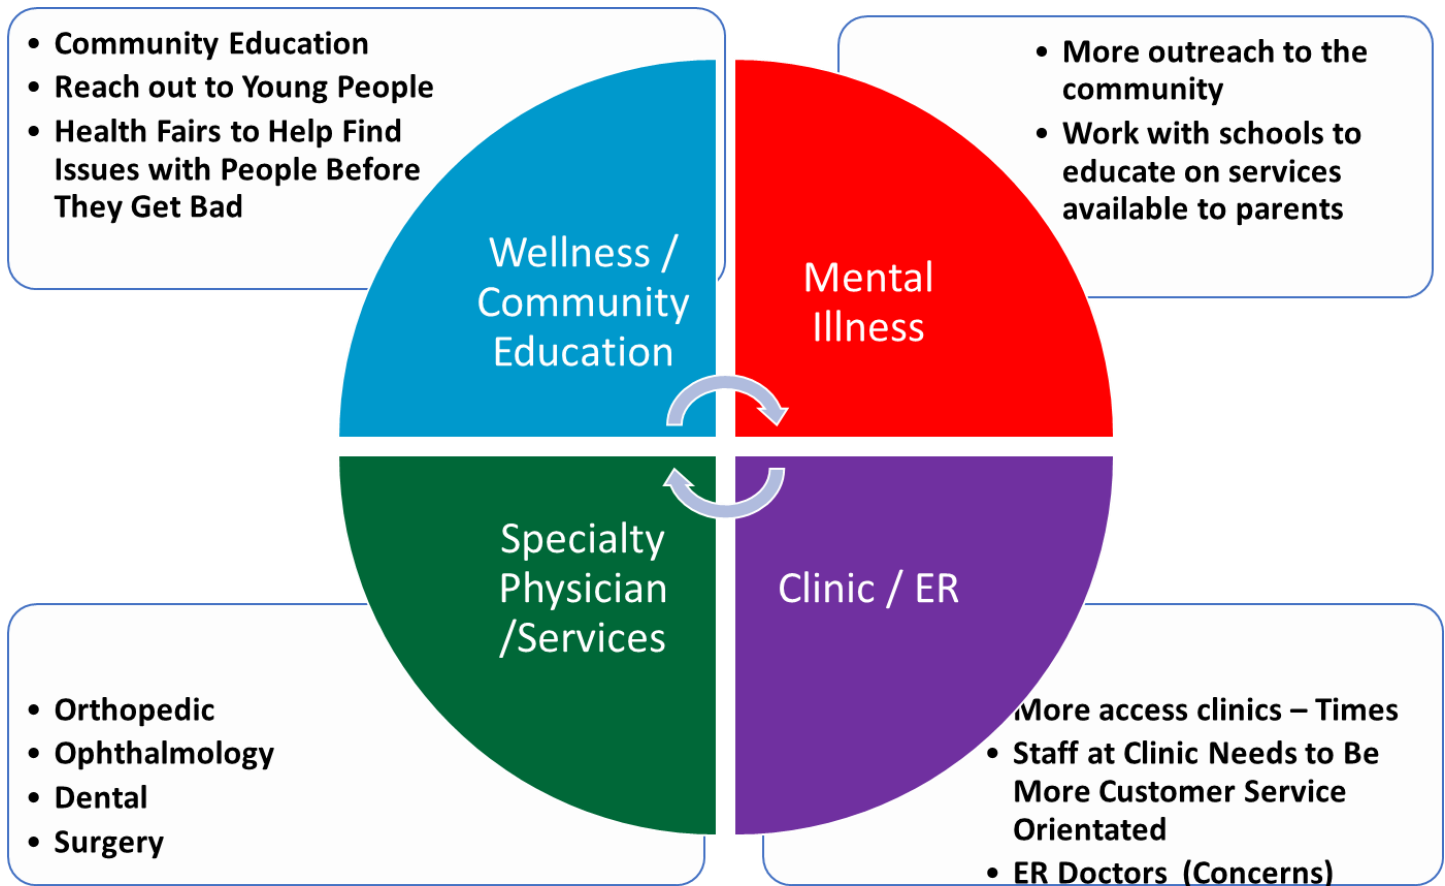 • Community Education
• Reach out to Young People
• Health Fairs to Help Find
Issues with People Before
They Get Bad
• More outreach to the
community
• Work with schools to
educate on services
available to parents
Wellness /
Community
Education
Mental
Illness
Specialty
Physician
/Services
Clinic / ER
• Orthopedic
• Ophthalmology
• Dental
• Surgery
More access clinics – Times
• Staff at Clinic Needs to Be
More Customer Service
Orientated
• ER Doctors (Concerns)